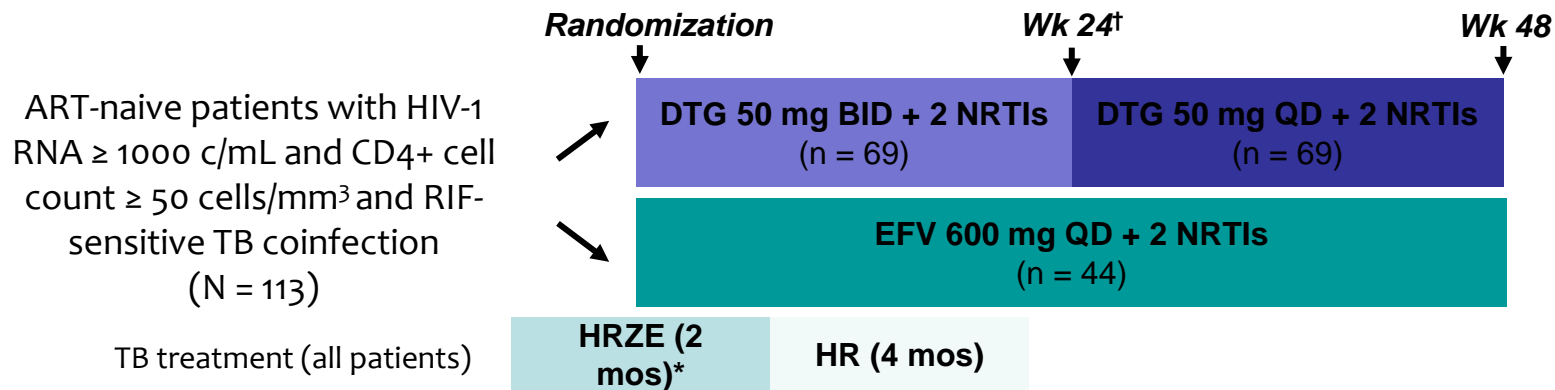 Randomization
Wk 24†
Wk 48
ART-naive patients with HIV-1
RNA ≥ 1000 c/mL and CD4+ cell
count ≥ 50 cells/mm³ and RIF-
sensitive TB coinfection
(N = 113)
DTG 50 mg BID + 2 NRTIs
(n = 69)
DTG 50 mg QD + 2 NRTIs
(n = 69)
EFV 600 mg QD + 2 NRTIs
(n = 44)
TB treatment (all patients)
HRZE (2
mos)*
HR (4 mos)